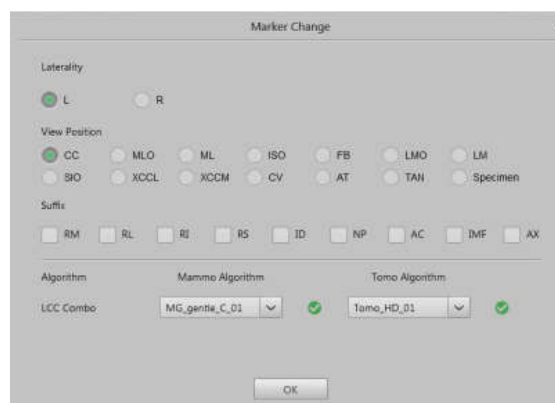 Marker Change
Laterality
L R
View Position
CC MLO ML ISO FB LMO LM
SIO XCCL XCCM CV AT TAN Specimen
Suffix
RM RL RI RS ID NP AC IMF AX
Algorithm Mammo Algorithm Tomo Algorithm
LCC Combo MG_gentle_C_01 Tomo_HD_01
OK